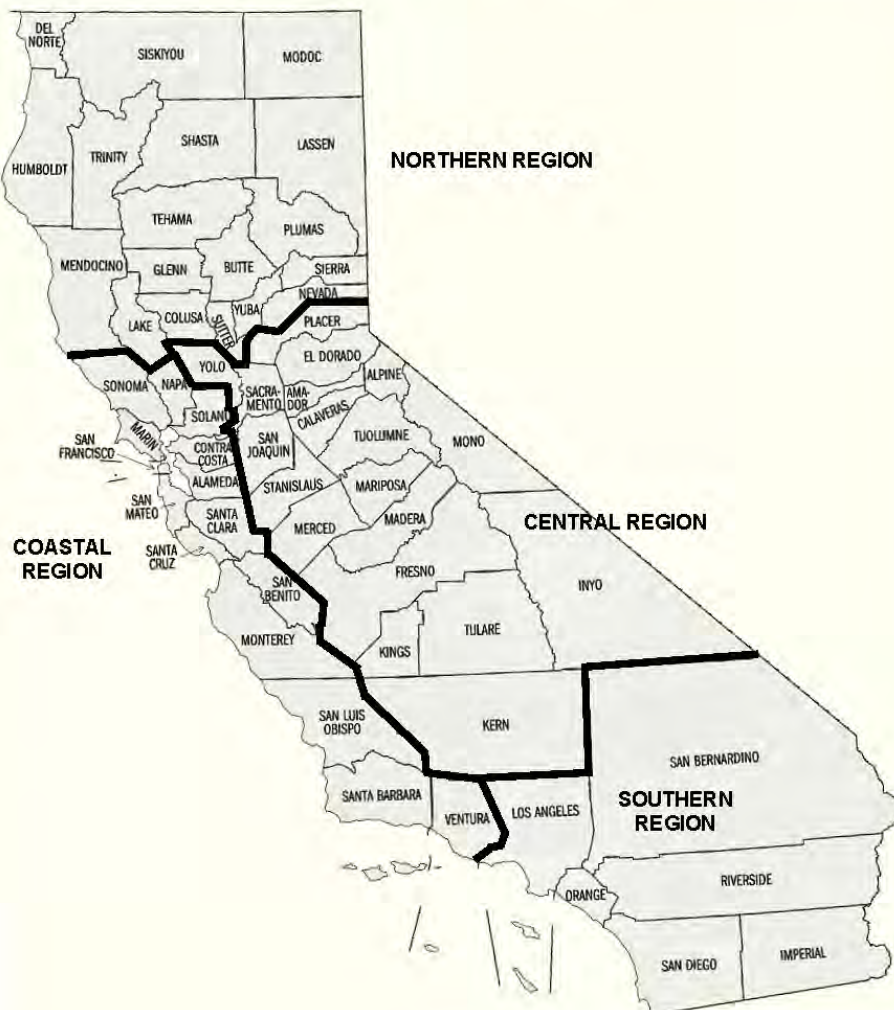 DEL
NORTE
SISKIYOU
MODOC
HUMBOLDT
TRINITY
SHASTA
LASSEN
NORTHERN REGION
TEHAMA
PLUMAS
MENDOCINO
GLENN
BUTTE
SIERRA
NEVADA
YUBA
SUTTER
COLUSA
LAKE
PLACER
YOLO
EL DORADO
ALPINE
SONOMA
NAPA
SACRA-
MENTO
AMA-
DOR
SOLANO
CALAVERAS
MARIN
SAN
FRANCISCO
CONTRA
COSTA
SAN
JOAQUIN
TUOLUMNE
MONO
ALAMEDA
STANISLAUS
MARIPOSA
SAN
MATEO
SANTA
CLARA
MERCED
MADERA
CENTRAL REGION
COASTAL
REGION
SANTA
CRUZ
SAN
BENITO
FRESNO
INYO
MONTEREY
KINGS
TULARE
SAN LUIS
OBISPO
KERN
SAN BERNARDINO
SANTA BARBARA
VENTURA
LOS ANGELES
SOUTHERN
REGION
ORANGE
RIVERSIDE
SAN DIEGO
IMPERIAL